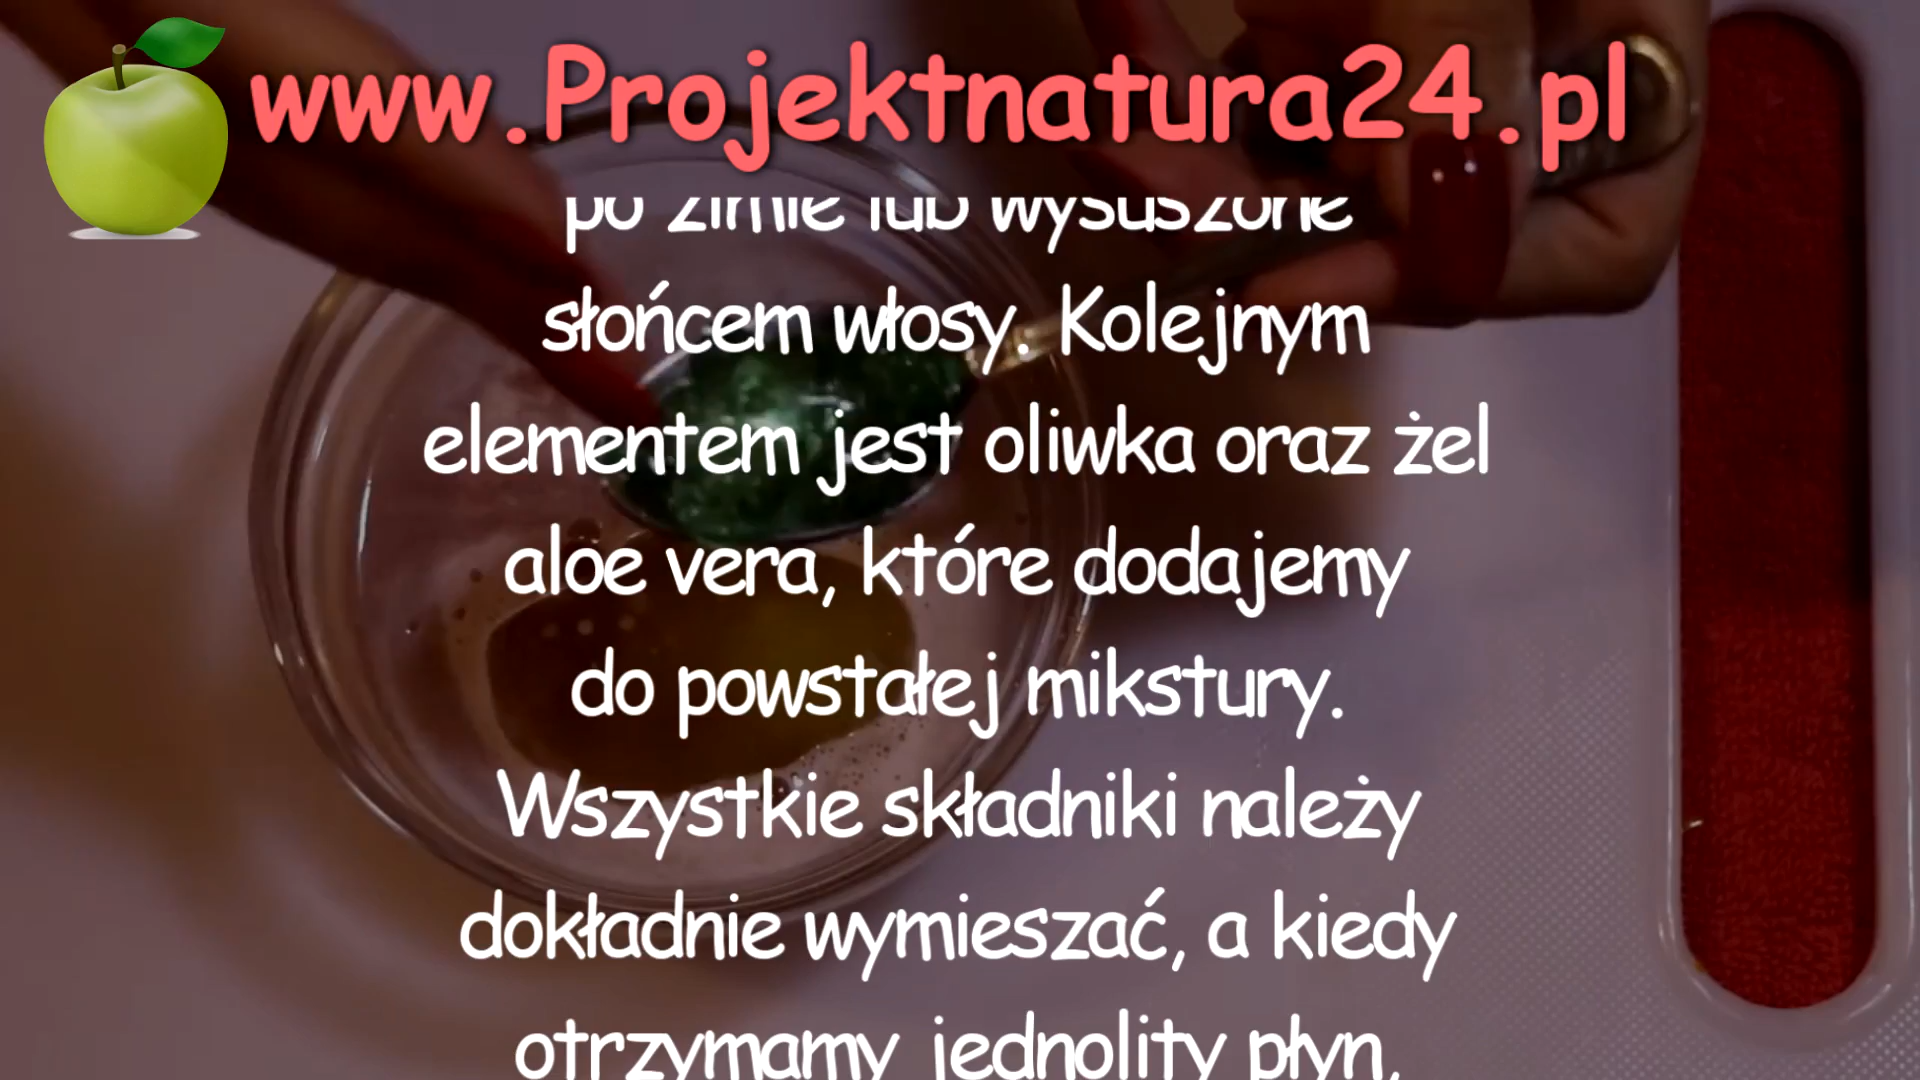 www.Projektnatura24.pl
po zimie lub wysuszone
słońcem włosy. Kolejnym
elementem jest oliwka oraz żel
aloe vera, które dodajemy
do powstałej mikstury.
Wszystkie składniki należy
dokładnie wymieszać, a kiedy
otrzymamy jednolity płyn,